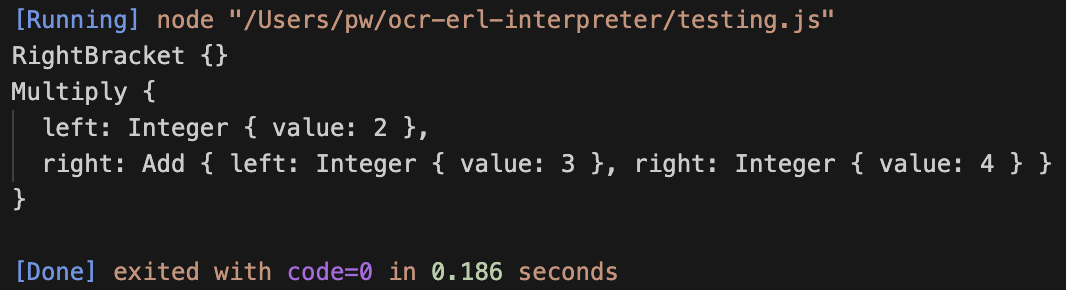 [Running] node "/Users/pw/ocr-erl-interpreter/testing.js"
RightBracket {}
Multiply {
  left: Integer { value: 2 },
  right: Add { left: Integer { value: 3 }, right: Integer { value: 4 } }
}

[Done] exited with code=0 in 0.186 seconds